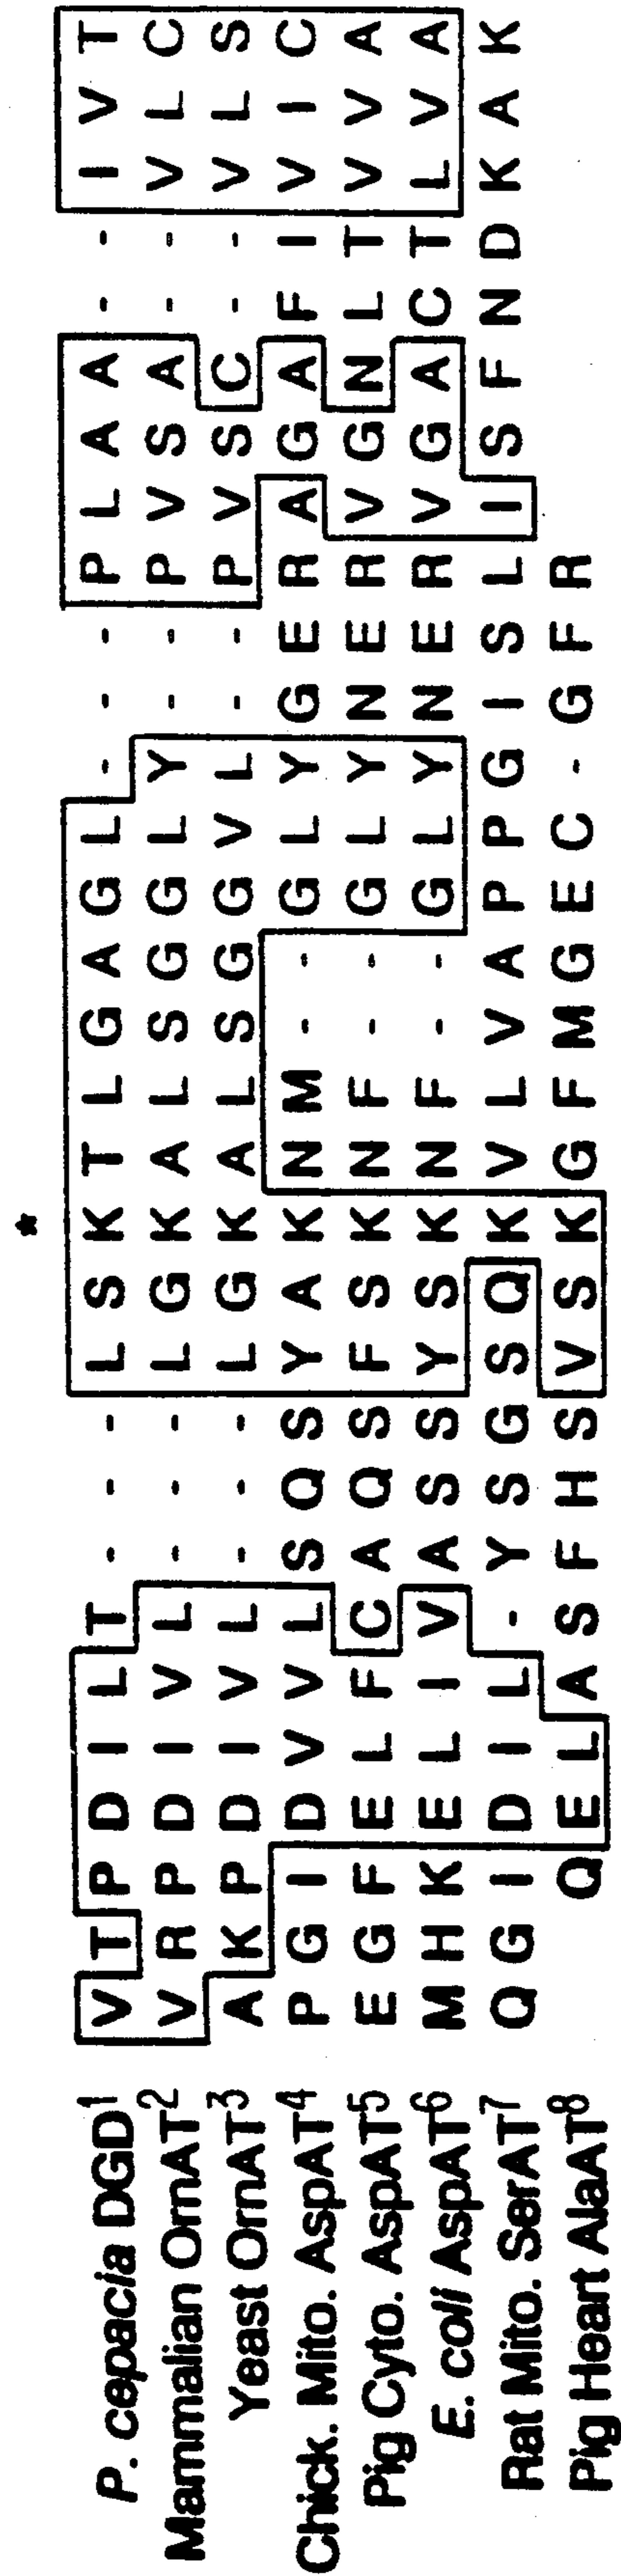 *
P. cepacia DGD1 V T P D I L T - - - L S K T L G A G L - - - P L A A - - I V T
Mammalian OrnAT2 V R P D I V L - - - L G K A L S G G L Y - - P V S A - - V L C
Yeast OrnAT3 A K P D I V L - - - L G K A L S G G V L - - P V S C - - V L S
Chick. Mito. AspAT4 P G I D V V L S Q S Y A K N M - - G L Y G E R A G A F I V I C
Pig Cyto. AspAT5 E G F E L F C A Q S F S K N F - - G L Y N E R V G N L T V V A
E. coli AspAT6 M H K E L I V A S S Y S K N F - - G L Y N E R V G A C T L V A
Rat Mito. SerAT7 Q G I D I L - Y S G S Q K V L V A P P G I S L I S F N D K A K
Pig Heart AlaAT8 Q E L A S F H S V S K G F M G E C - G F R